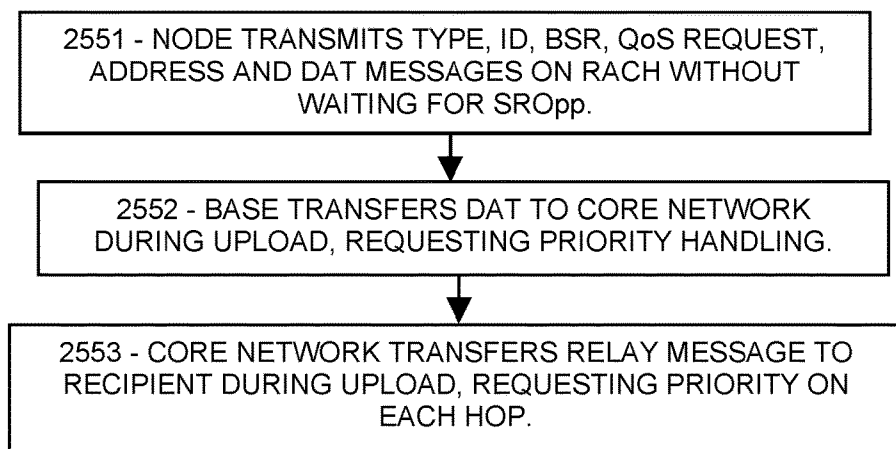 2551 - NODE TRANSMITS TYPE, ID, BSR, QoS REQUEST,
ADDRESS AND DAT MESSAGES ON RACH WITHOUT
WAITING FOR SROpp.
2552 - BASE TRANSFERS DAT TO CORE NETWORK
DURING UPLOAD, REQUESTING PRIORITY HANDLING.
2553 - CORE NETWORK TRANSFERS RELAY MESSAGE TO
RECIPIENT DURING UPLOAD, REQUESTING PRIORITY ON
EACH HOP.